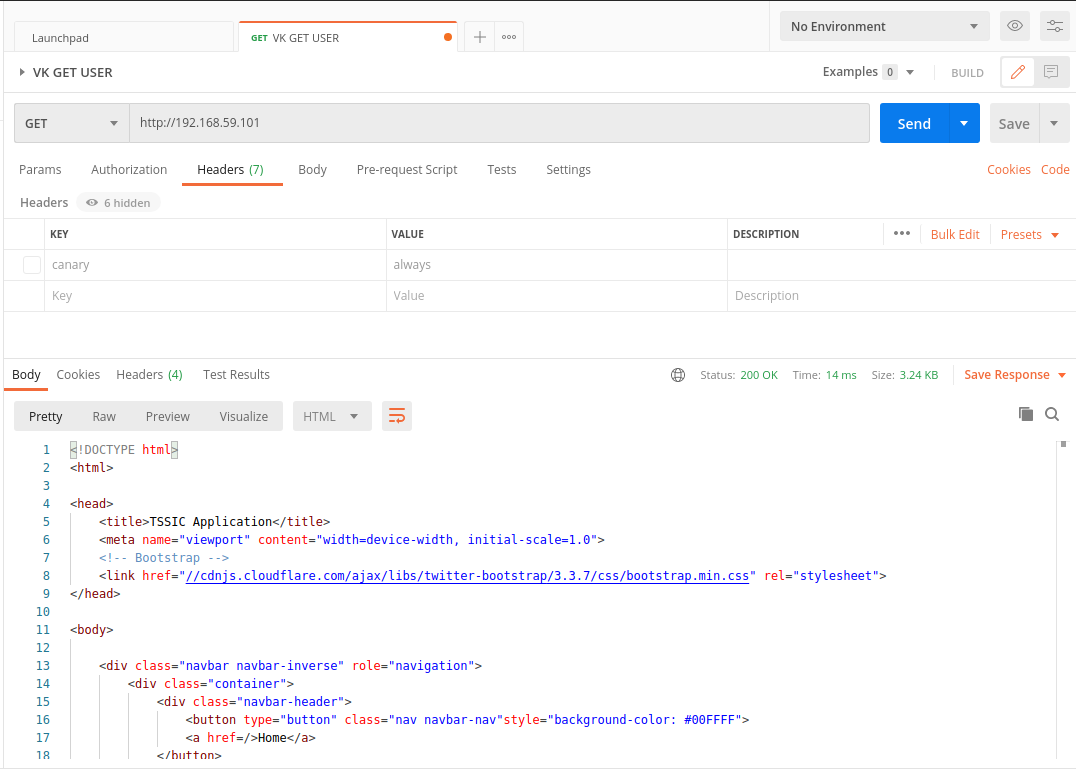 Launchpad GET VK GET USER No Environment
VK GET USER Examples 0 BUILD
GET http://192.168.59.101 Send Save
Params Authorization Headers (7) Body Pre-request Script Tests Settings Cookies Code
Headers 6 hidden
KEY VALUE DESCRIPTION Bulk Edit Presets
canary always
Key Value Description
Body Cookies Headers (4) Test Results Status: 200 OK Time: 14 ms Size: 3.24 KB Save Response
Pretty Raw Preview Visualize HTML
1 <!DOCTYPE html>
2 <html>
3
4 <head>
5 <title>TSSIC Application</title>
6 <meta name="viewport" content="width=device-width, initial-scale=1.0">
7 <!-- Bootstrap -->
8 <link href="//cdnjs.cloudflare.com/ajax/libs/twitter-bootstrap/3.3.7/css/bootstrap.min.css" rel="stylesheet">
9 </head>
10
11 <body>
12
13 <div class="navbar navbar-inverse" role="navigation">
14 <div class="container">
15 <div class="navbar-header">
16 <button type="button" class="nav navbar-nav"style="background-color: #00FFFF">
17 <a href=/>Home</a>
18 </button>